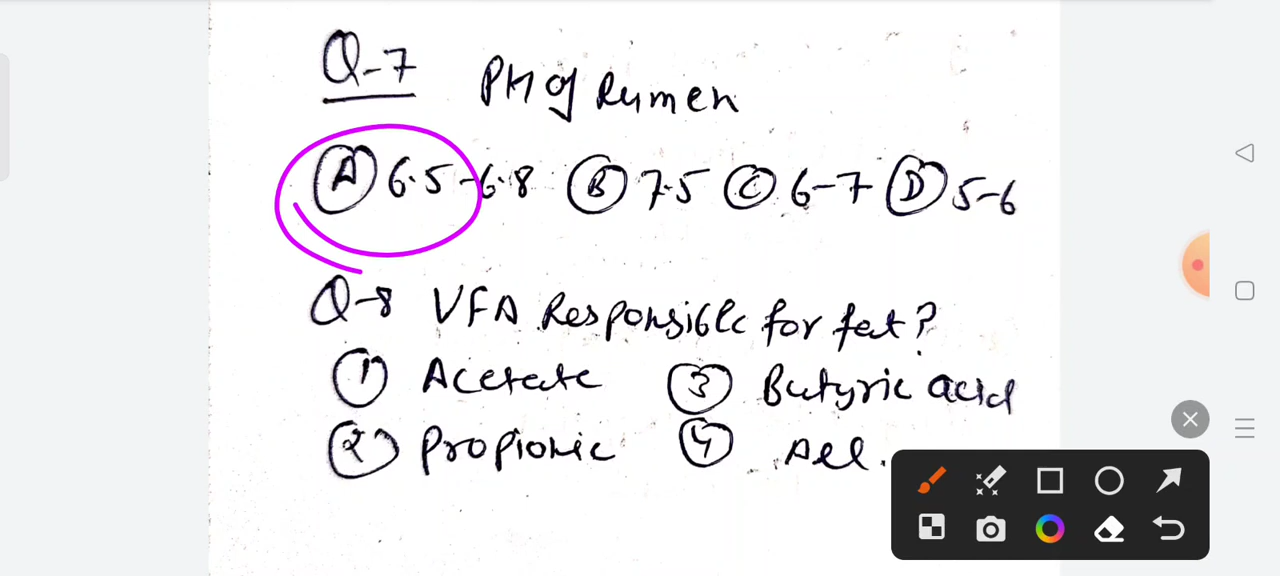 Q-7 PH of Rumen
A 6.5-6.8 B 7.5 C 6-7 D 5-6
Q-8 VFA Responsible for fat?
1 Acetate 3 Butyric acid
2 Propionic 4 All.